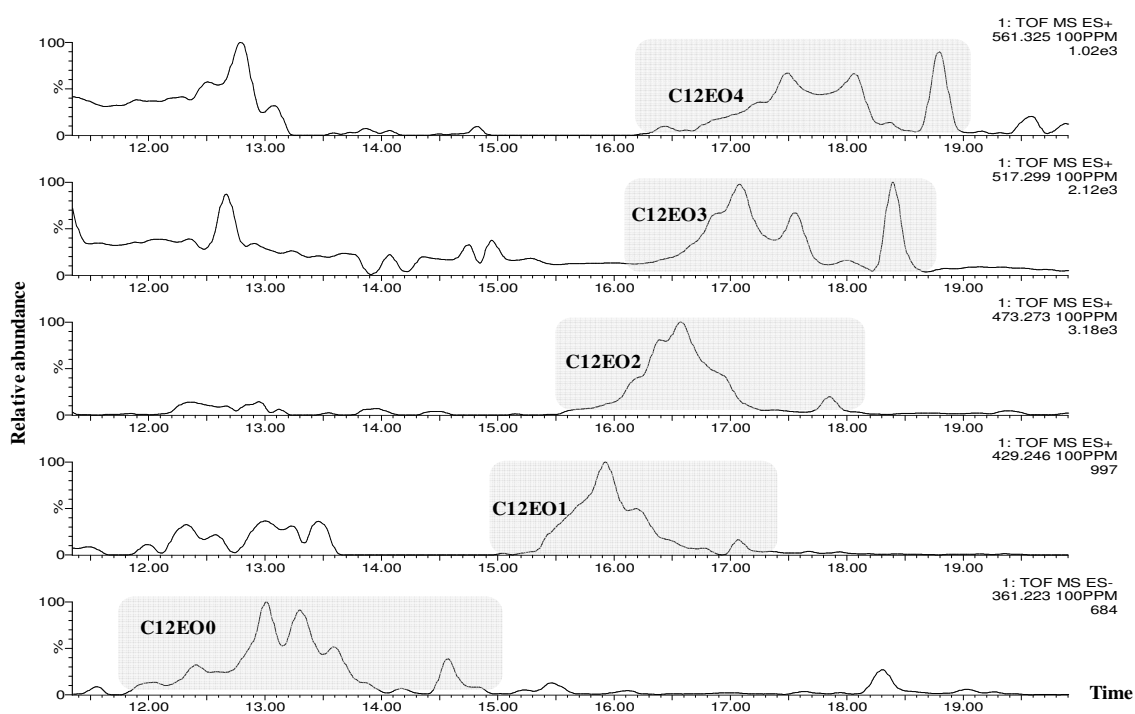 1: TOF MS ES+
561.325 100PPM
1.02e3
100
%
0
C12EO4
12.00 13.00 14.00 15.00 16.00 17.00 18.00 19.00
1: TOF MS ES+
517.299 100PPM
2.12e3
100
%
0
C12EO3
12.00 13.00 14.00 15.00 16.00 17.00 18.00 19.00
1: TOF MS ES+
473.273 100PPM
3.18e3
100
%
0
C12EO2
12.00 13.00 14.00 15.00 16.00 17.00 18.00 19.00
1: TOF MS ES+
429.246 100PPM
997
100
%
0
C12EO1
12.00 13.00 14.00 15.00 16.00 17.00 18.00 19.00
1: TOF MS ES-
361.223 100PPM
684
100
%
0
C12EO0
12.00 13.00 14.00 15.00 16.00 17.00 18.00 19.00
Time
Relative abundance